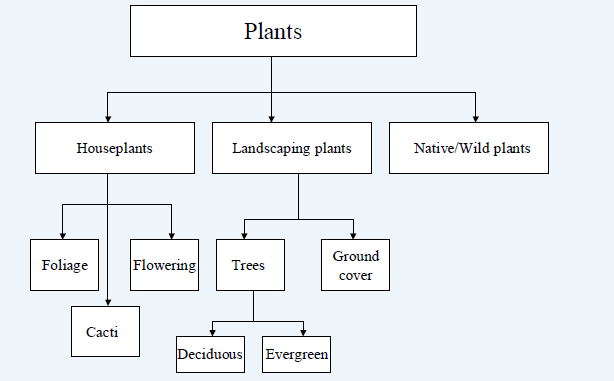 Plants
Houseplants
Landscaping plants
Native/Wild plants
Foliage
Flowering
Trees
Ground
cover
Cacti
Deciduous
Evergreen